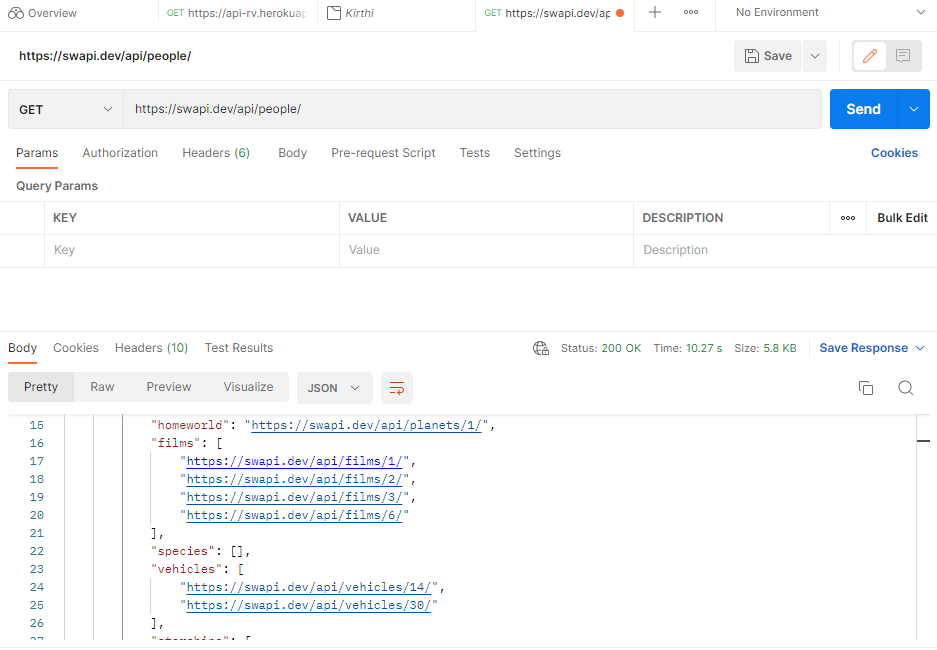 Overview GET https://api-rv.herokuap Kirthi GET https://swapi.dev/ap No Environment
https://swapi.dev/api/people/ Save
GET https://swapi.dev/api/people/ Send
Params Authorization Headers (6) Body Pre-request Script Tests Settings Cookies
Query Params
KEY VALUE DESCRIPTION Bulk Edit
Key Value Description
Body Cookies Headers (10) Test Results Status: 200 OK Time: 10.27 s Size: 5.8 KB Save Response
Pretty Raw Preview Visualize JSON
15 "homeworld": "https://swapi.dev/api/planets/1/",
16 "films": [
17 "https://swapi.dev/api/films/1/",
18 "https://swapi.dev/api/films/2/",
19 "https://swapi.dev/api/films/3/",
20 "https://swapi.dev/api/films/6/"
21 ],
22 "species": [],
23 "vehicles": [
24 "https://swapi.dev/api/vehicles/14/",
25 "https://swapi.dev/api/vehicles/30/"
26 ],
27 "starships": [